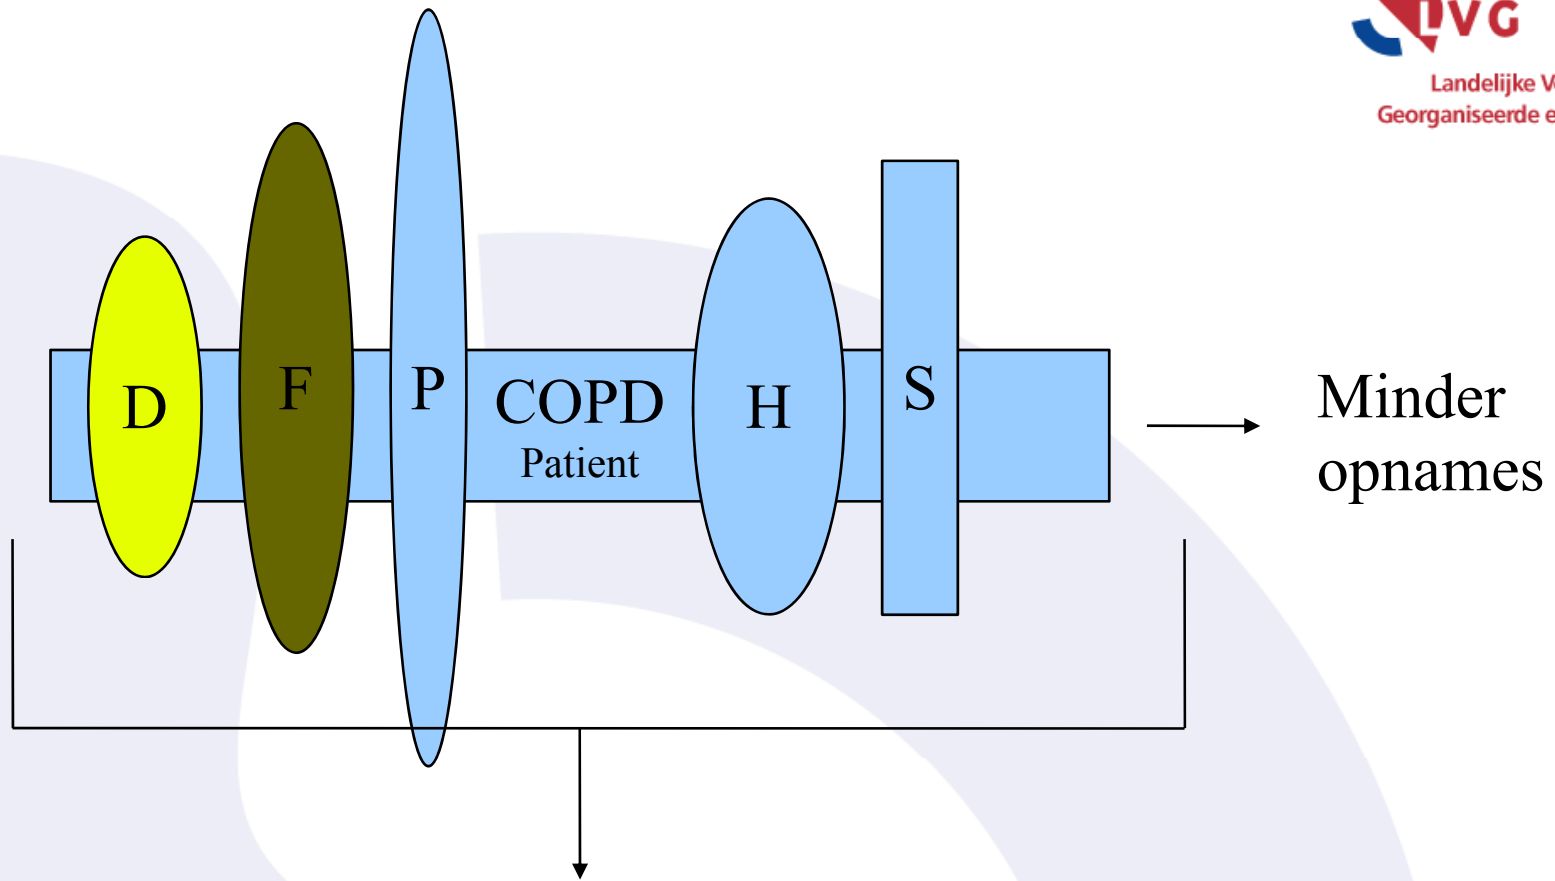 LVG
Landelijke
Georganiseerde
D
F
P
COPD
Patient
H
S
Minder
opnames